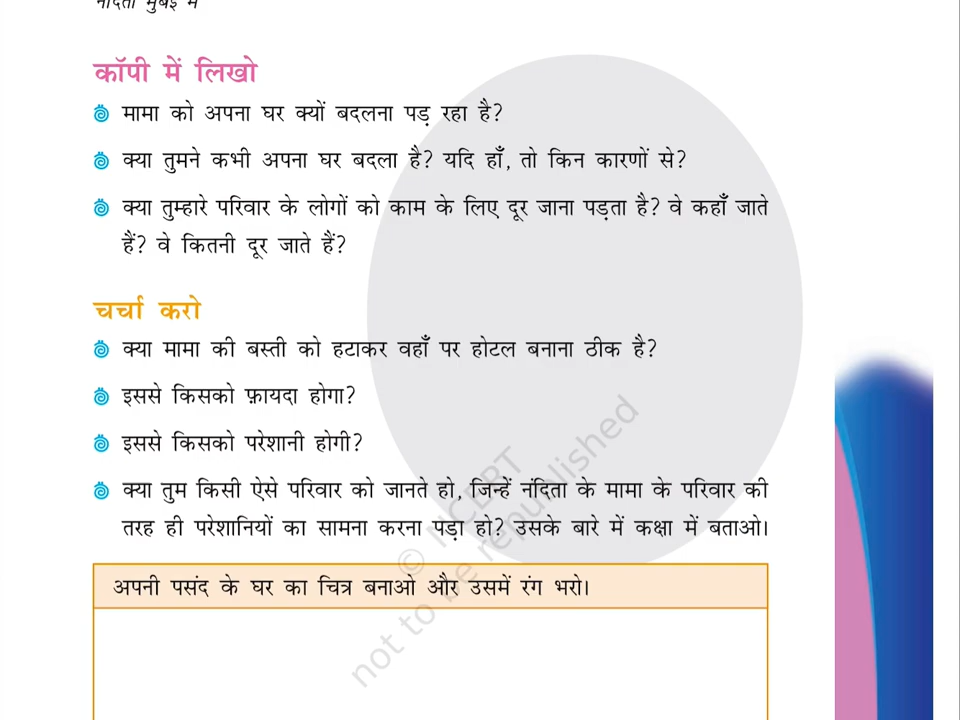 नंदिता मुंबई में
कॉपी में लिखो
मामा को अपना घर क्यों बदलना पड़ रहा है?
क्या तुमने कभी अपना घर बदला है? यदि हाँ, तो किन कारणों से?
क्या तुम्हारे परिवार के लोगों को काम के लिए दूर जाना पड़ता है? वे कहाँ जाते
हैं? वे कितनी दूर जाते हैं?
चर्चा करो
क्या मामा की बस्ती को हटाकर वहाँ पर होटल बनाना ठीक है?
इससे किसको फ़ायदा होगा?
इससे किसको परेशानी होगी?
क्या तुम किसी ऐसे परिवार को जानते हो, जिन्हें नंदिता के मामा के परिवार की
तरह ही परेशानियों का सामना करना पड़ा हो? उसके बारे में कक्षा में बताओ।
अपनी पसंद के घर का चित्र बनाओ और उसमें रंग भरो।
© NCERT
not to be republished